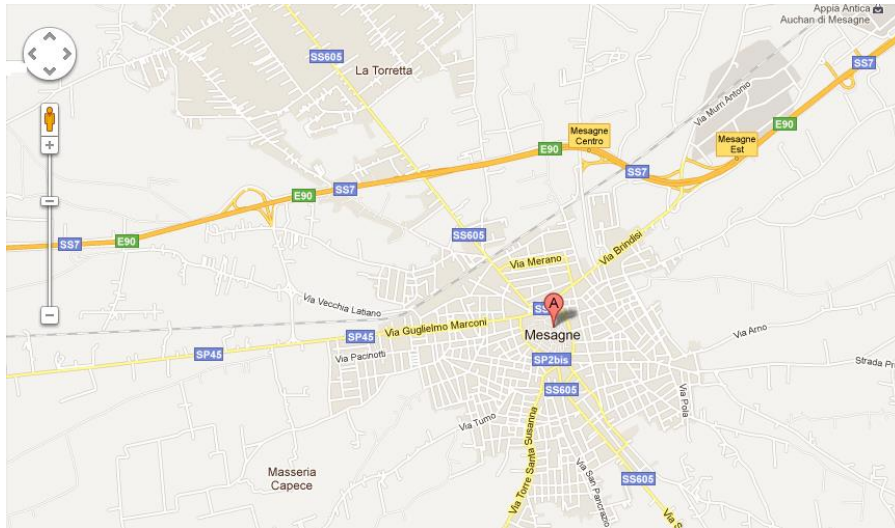 Appia Antica
Auchan di Mesagne
SS605
La Torretta
SS7
Via Murri Antonio
E90
Mesagne
Centro
Mesagne
Est
E90
SS7
SS7
E90
SS7
E90
SS605
Via Brindisi
Via Merano
Via Vecchia Latiano
A
Via Guglielmo Marconi
SP45
Mesagne
Via Arno
SP45
Via Pacinotti
SP2bis
Strada Pr
SS605
Via Pola
Via Tumo
Via Torre Santa Susanna
Via San Pancrazio
Masseria
Capece
SS605